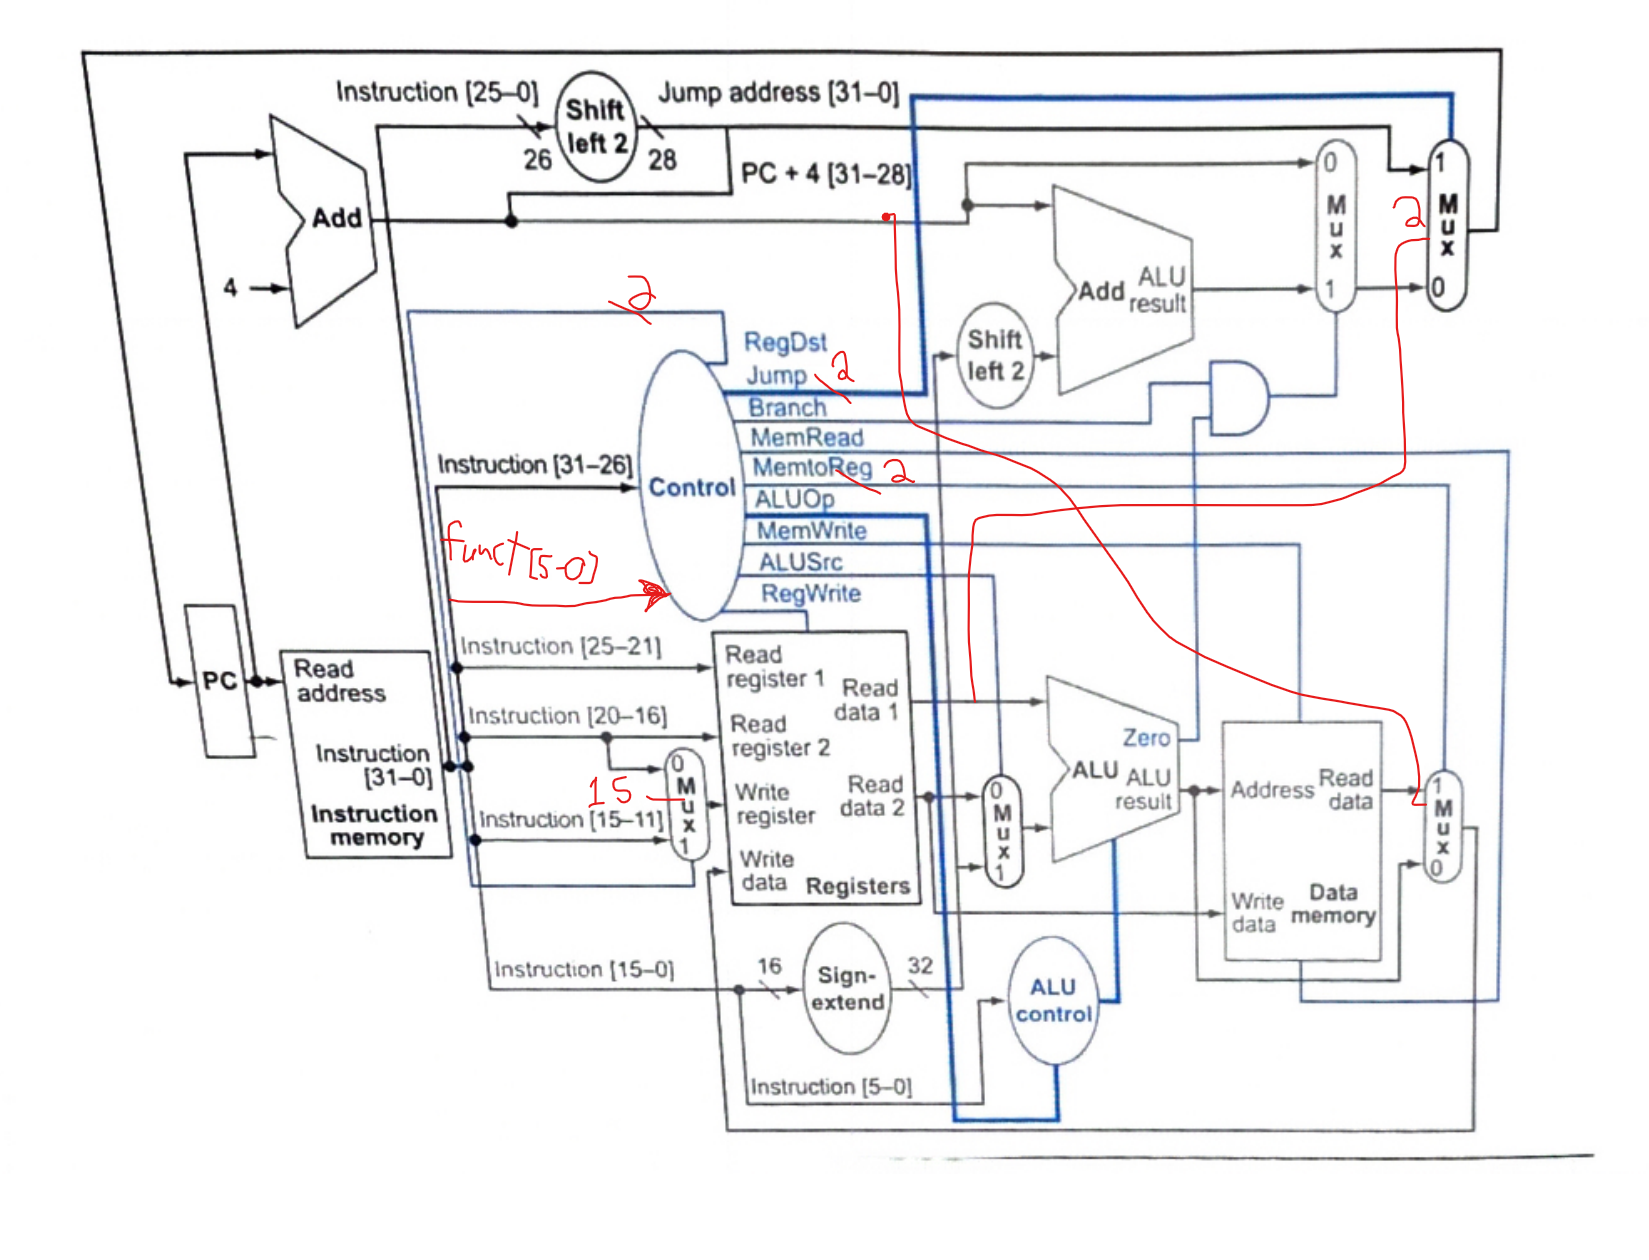 Instruction [25–0]
Shift
left 2
Jump address [31–0]
26
28
PC + 4 [31–28]
Add
4
0
M
u
x
1
1
M
u
x
0
2
Add ALU
result
Shift
left 2
2
RegDst
Jump
2
Branch
MemRead
MemtoReg
2
ALUOp
MemWrite
ALUSrc
RegWrite
Instruction [31–26]
Control
funct[5-0]
PC
Read
address
Instruction
[31–0]
Instruction
memory
Instruction [25–21]
Instruction [20–16]
Instruction [15–11]
0
M
u
x
1
15
Read
register 1
Read
register 2
Write
register
Write
data
Read
data 1
Read
data 2
Registers
0
M
u
x
1
Zero
ALU ALU
result
Address
Read
data
Write
data
Data
memory
1
M
u
x
0
Instruction [15–0]
16
Sign-
extend
32
ALU
control
Instruction [5–0]